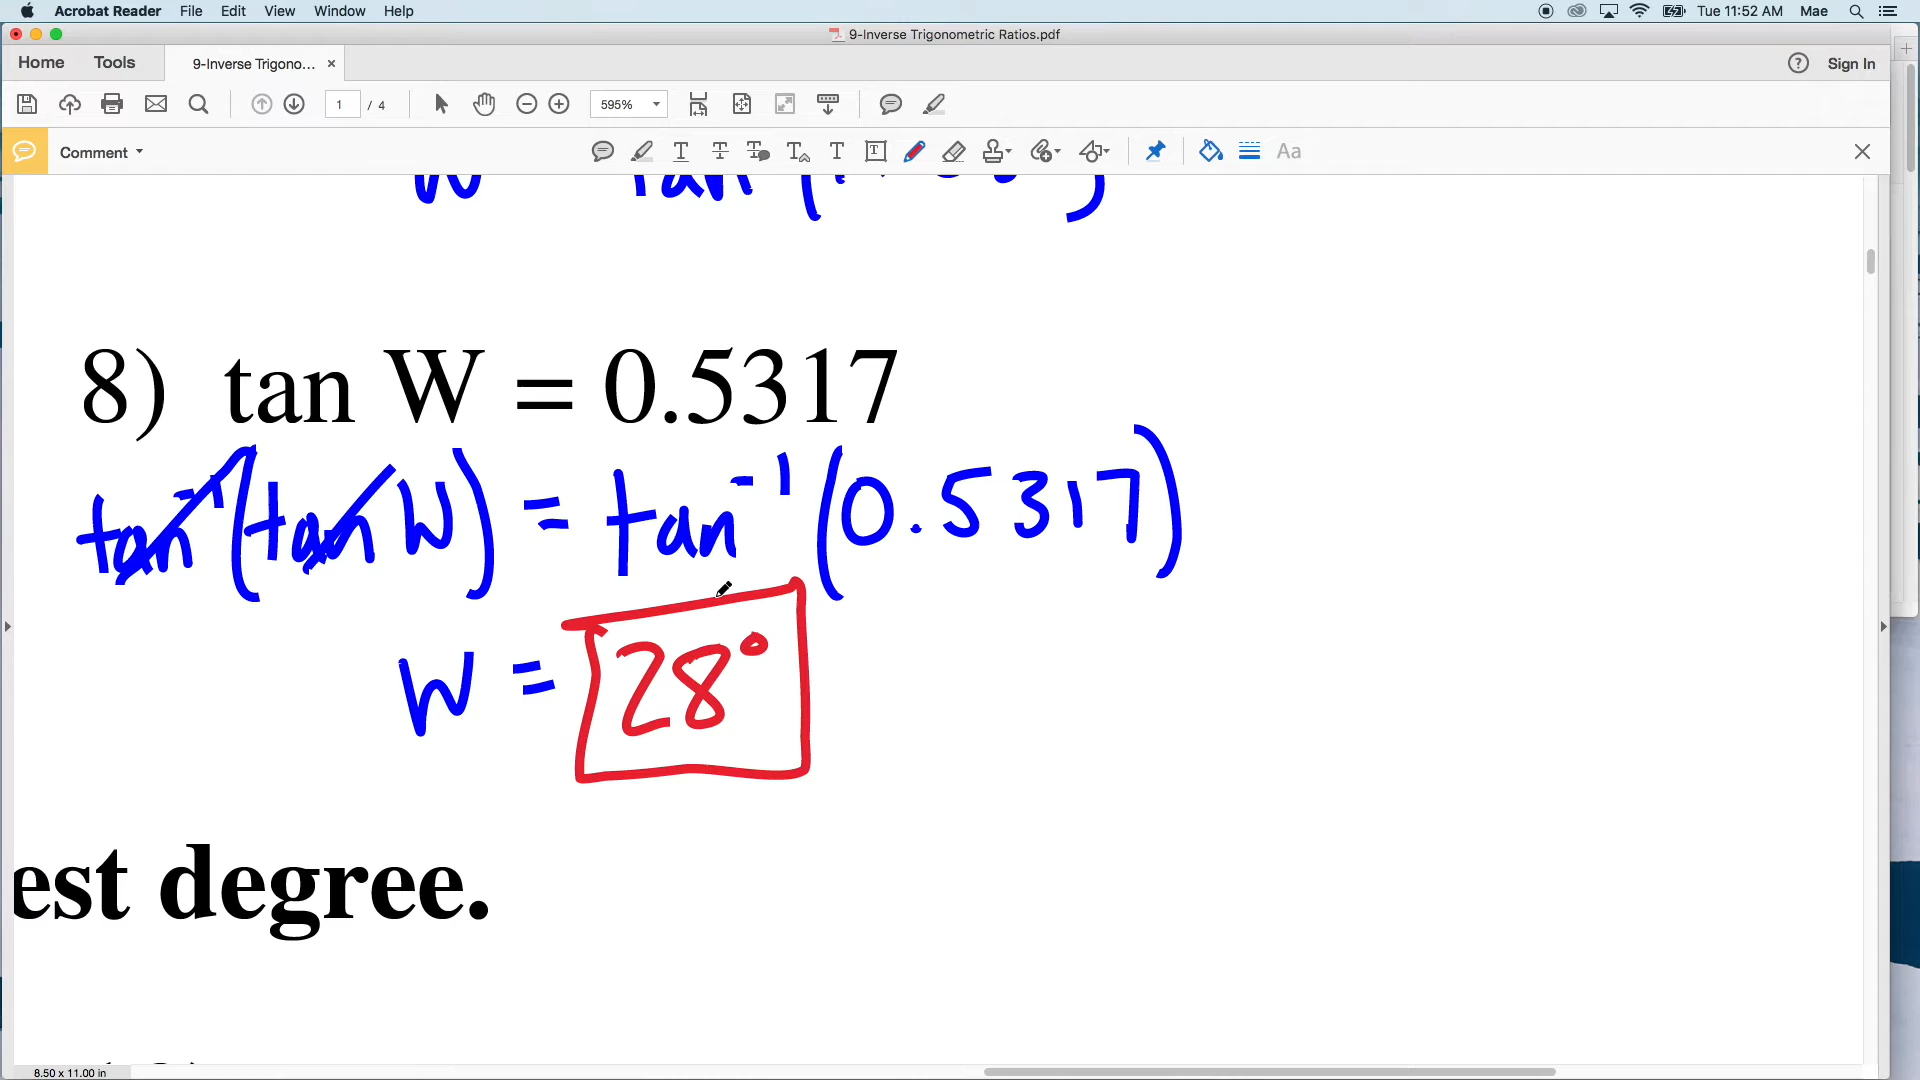 Acrobat Reader File Edit View Window Help Tue 11:52 AM Mae
9-Inverse Trigonometric Ratios.pdf
Home Tools 9-Inverse Trigono... × Sign In
1 / 4 595%
Comment Aa
W tan
8) tan W = 0.5317
tan⁻¹(tan W) = tan⁻¹(0.5317)
W = 28°
est degree.
8.50 x 11.00 in